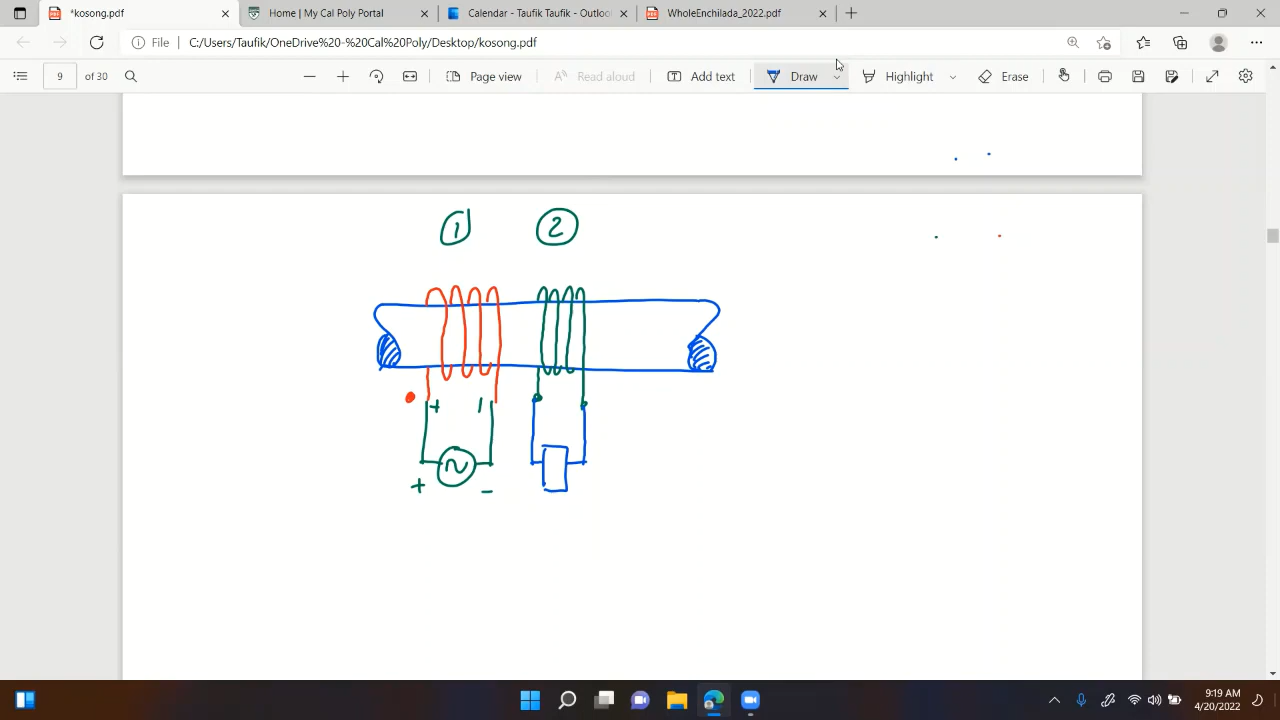 *kosong.pdf
Home | My Cal Poly Portal
Calendar - Taufik Taufik - Outloo
WholeEnchilada_2022.pdf
File | C:/Users/Taufik/OneDrive%20-%20Cal%20Poly/Desktop/kosong.pdf
9 of 30
Page view
Read aloud
Add text
Draw
Highlight
Erase
1 2
+ -
+ -
9:19 AM
4/20/2022